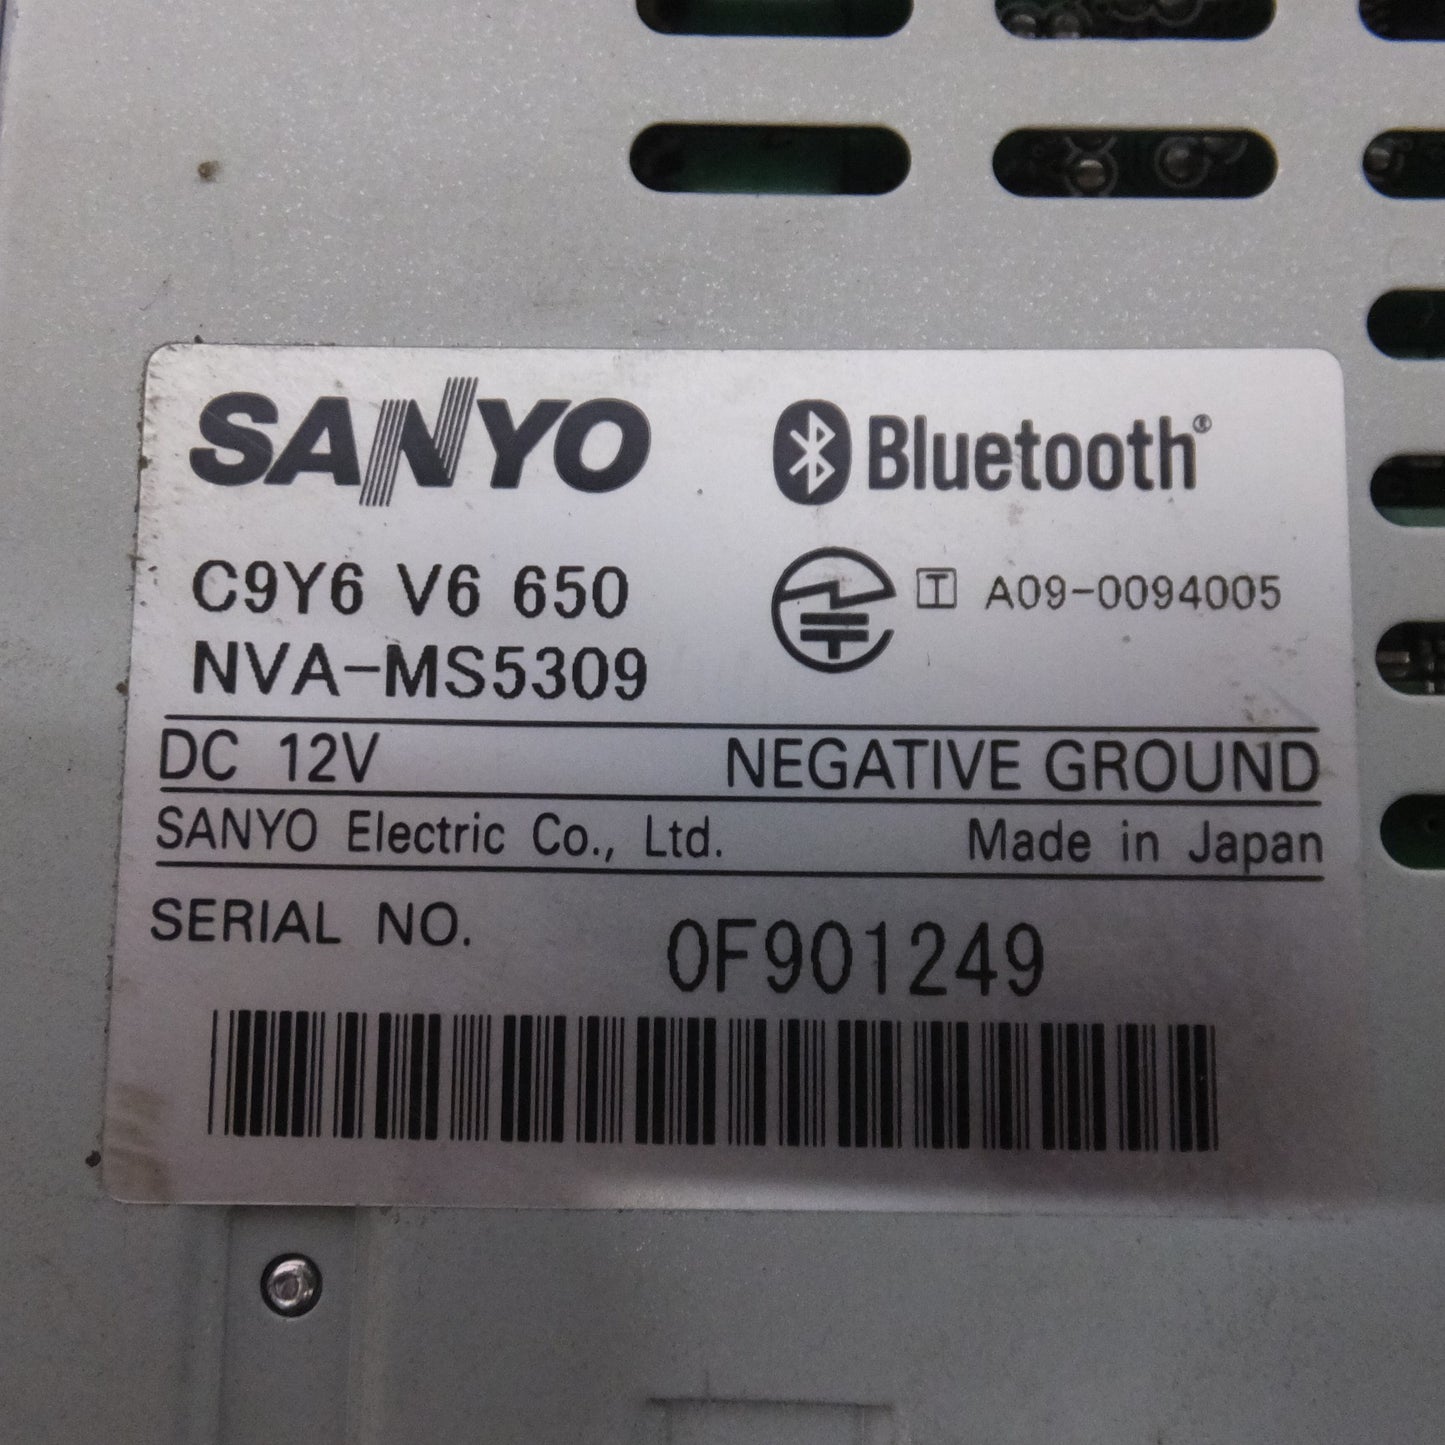 SANYO Bluetooth®
C9Y6 V6 650 T A09-0094005
NVA-MS5309
DC 12V NEGATIVE GROUND
SANYO Electric Co., Ltd. Made in Japan
SERIAL NO. 0F901249